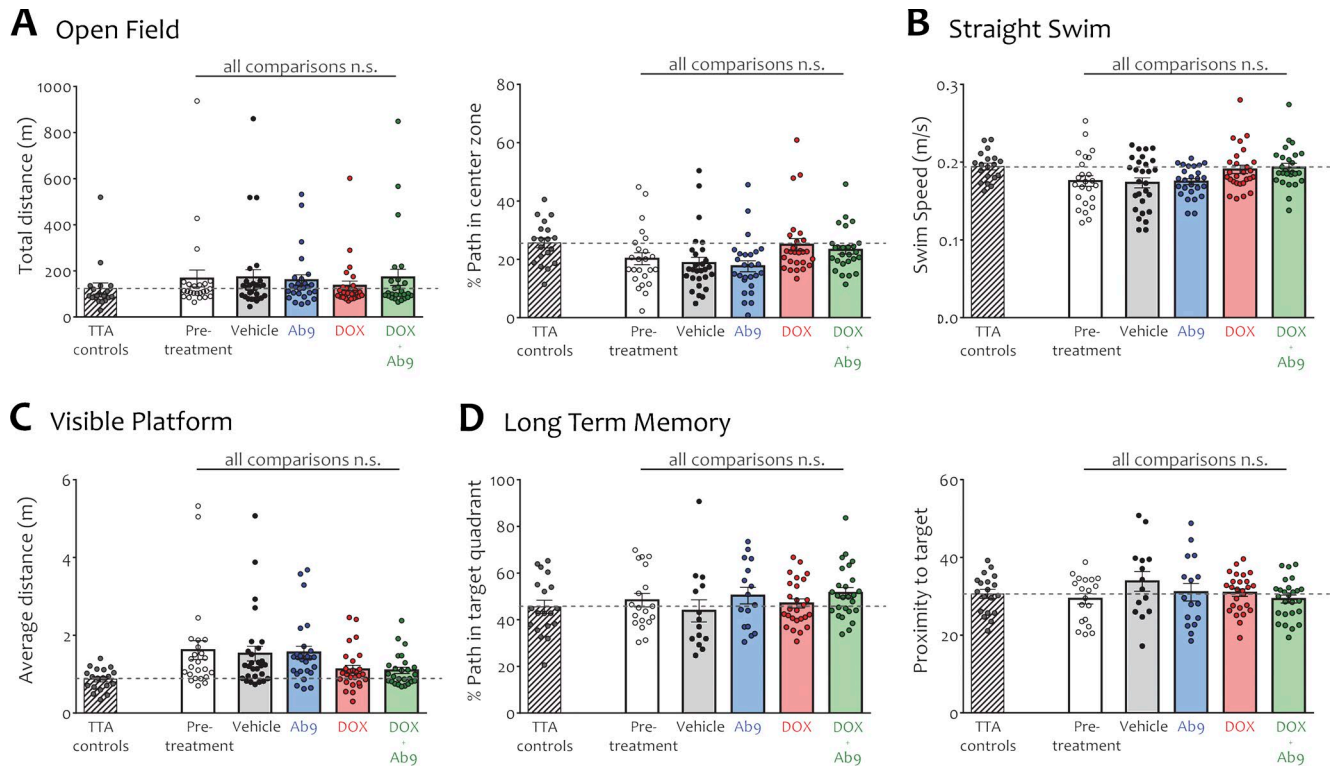 A Open Field
all comparisons n.s.
Total distance (m)
1000
800
600
400
200
0
TTA controls
Pre-treatment
Vehicle
Ab9
DOX
DOX + Ab9
all comparisons n.s.
% Path in center zone
80
60
40
20
0
TTA controls
Pre-treatment
Vehicle
Ab9
DOX
DOX + Ab9
B Straight Swim
all comparisons n.s.
Swim Speed (m/s)
0.3
0.2
0.1
0.0
TTA controls
Pre-treatment
Vehicle
Ab9
DOX
DOX + Ab9
C Visible Platform
all comparisons n.s.
Average distance (m)
6
4
2
0
TTA controls
Pre-treatment
Vehicle
Ab9
DOX
DOX + Ab9
D Long Term Memory
all comparisons n.s.
% Path in target quadrant
100
80
60
40
20
0
TTA controls
Pre-treatment
Vehicle
Ab9
DOX
DOX + Ab9
all comparisons n.s.
Proximity to target
60
40
20
0
TTA controls
Pre-treatment
Vehicle
Ab9
DOX
DOX + Ab9